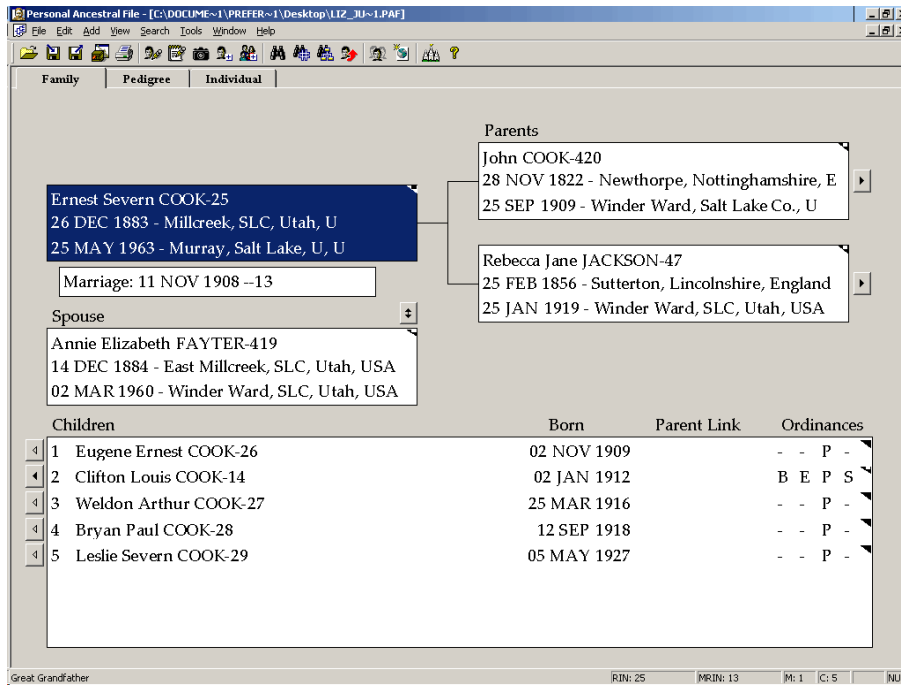 Personal Ancestral File - [C:\DOCUME~1\PREFER~1\Desktop\LIZ_JU~1.PAF]
File Edit Add View Search Tools Window Help
Family Pedigree Individual
Parents
John COOK-420
28 NOV 1822 - Newthorpe, Nottinghamshire, E
25 SEP 1909 - Winder Ward, Salt Lake Co., U
Ernest Severn COOK-25
26 DEC 1883 - Millcreek, SLC, Utah, U
25 MAY 1963 - Murray, Salt Lake, U, U
Rebecca Jane JACKSON-47
25 FEB 1856 - Sutterton, Lincolnshire, England
25 JAN 1919 - Winder Ward, SLC, Utah, USA
Marriage: 11 NOV 1908 --13
Spouse
Annie Elizabeth FAYTER-419
14 DEC 1884 - East Millcreek, SLC, Utah, USA
02 MAR 1960 - Winder Ward, SLC, Utah, USA
Children Born Parent Link Ordinances
1 Eugene Ernest COOK-26 02 NOV 1909 - - P -
2 Clifton Louis COOK-14 02 JAN 1912 B E P S
3 Weldon Arthur COOK-27 25 MAR 1916 - - P -
4 Bryan Paul COOK-28 12 SEP 1918 - - P -
5 Leslie Severn COOK-29 05 MAY 1927 - - P -
Great Grandfather RIN: 25 MRIN: 13 M: 1 C: 5 NU